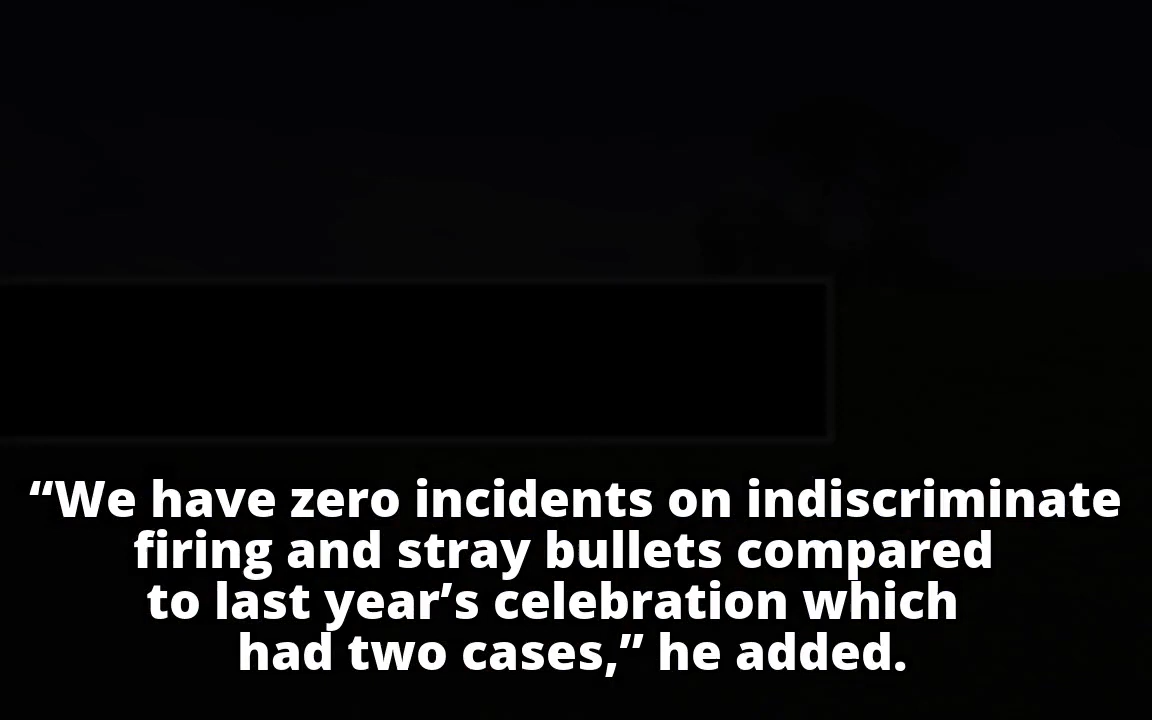 “We have zero incidents on indiscriminate
firing and stray bullets compared
to last year’s celebration which
had two cases,” he added.